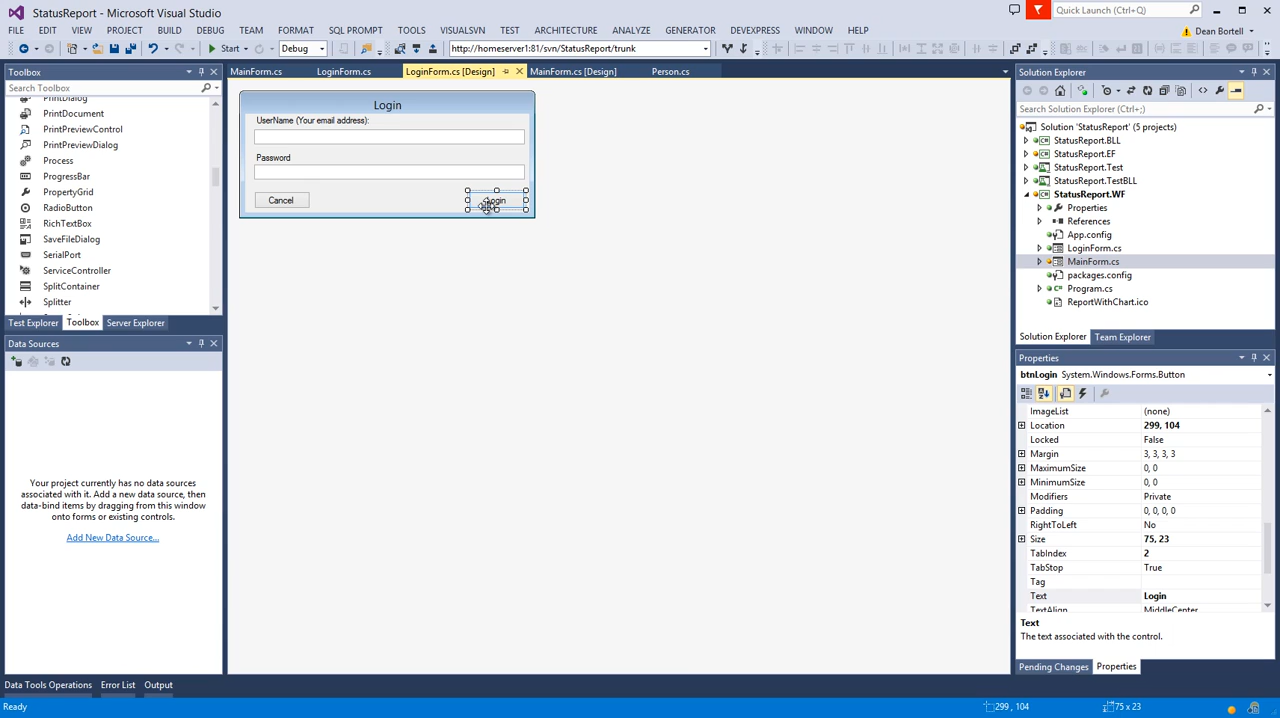 StatusReport - Microsoft Visual Studio
Quick Launch (Ctrl+;)
FILE EDIT VIEW PROJECT BUILD DEBUG TEAM FORMAT SQL PROMPT TOOLS VISUALSVN TEST ARCHITECTURE ANALYZE GENERATOR DEVEXPRESS WINDOW HELP
Dean Bortell
Start
Debug
http://homeserver1:81/svn/StatusReport/trunk
Toolbox
Search Toolbox
PrintDialog
PrintDocument
PrintPreviewControl
PrintPreviewDialog
Process
ProgressBar
PropertyGrid
RadioButton
RichTextBox
SaveFileDialog
SerialPort
ServiceController
SplitContainer
Splitter
Test Explorer Toolbox Server Explorer
Data Sources
Your project currently has no data sources
associated with it. Add a new data source, then
data-bind items by dragging from this window
onto forms or existing controls.
Add New Data Source...
MainForm.cs LoginForm.cs LoginForm.cs [Design] MainForm.cs [Design] Person.cs
Login
UserName (Your email address):
Password
Cancel
Login
Solution Explorer
Search Solution Explorer (Ctrl+;)
Solution 'StatusReport' (5 projects)
StatusReport.BLL
StatusReport.EF
StatusReport.Test
StatusReport.TestBLL
StatusReport.WF
Properties
References
App.config
LoginForm.cs
MainForm.cs
packages.config
Program.cs
ReportWithChart.ico
Solution Explorer Team Explorer
Properties
btnLogin System.Windows.Forms.Button
ImageList (none)
Location 299, 104
Locked False
Margin 3, 3, 3, 3
MaximumSize 0, 0
MinimumSize 0, 0
Modifiers Private
Padding 0, 0, 0, 0
RightToLeft No
Size 75, 23
TabIndex 2
TabStop True
Tag
Text Login
TextAlign MiddleCenter
Text
The text associated with the control.
Pending Changes Properties
Data Tools Operations Error List Output
Ready
299 , 104
75 x 23